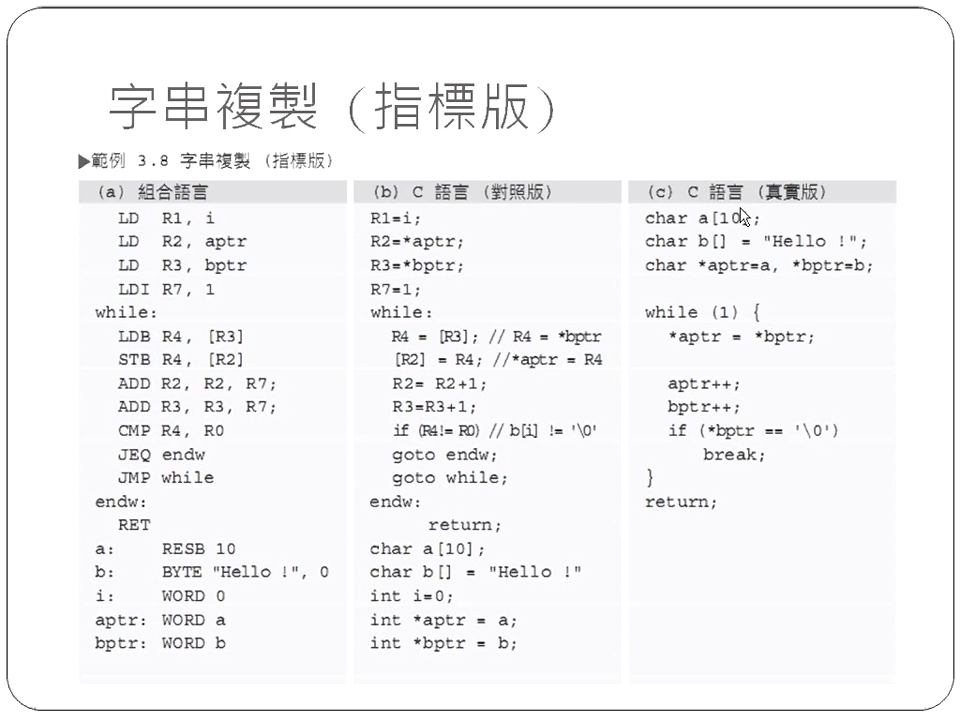 字串複製 (指標版)
▶範例 3.8 字串複製 (指標版)
(a) 組合語言
LD R1, i
LD R2, aptr
LD R3, bptr
LDI R7, 1
while:
LDB R4, [R3]
STB R4, [R2]
ADD R2, R2, R7;
ADD R3, R3, R7;
CMP R4, R0
JEQ endw
JMP while
endw:
RET
a: RESB 10
b: BYTE "Hello !", 0
i: WORD 0
aptr: WORD a
bptr: WORD b
(b) C 語言 (對照版)
R1=i;
R2=*aptr;
R3=*bptr;
R7=1;
while:
R4 = [R3]; // R4 = *bptr
[R2] = R4; //*aptr = R4
R2= R2+1;
R3=R3+1;
if (R4!= R0) // b[i] != '\0'
goto endw;
goto while;
endw:
return;
char a[10];
char b[] = "Hello !"
int i=0;
int *aptr = a;
int *bptr = b;
(c) C 語言 (真實版)
char a[10];
char b[] = "Hello !";
char *aptr=a, *bptr=b;
while (1) {
*aptr = *bptr;
aptr++;
bptr++;
if (*bptr == '\0')
break;
}
return;